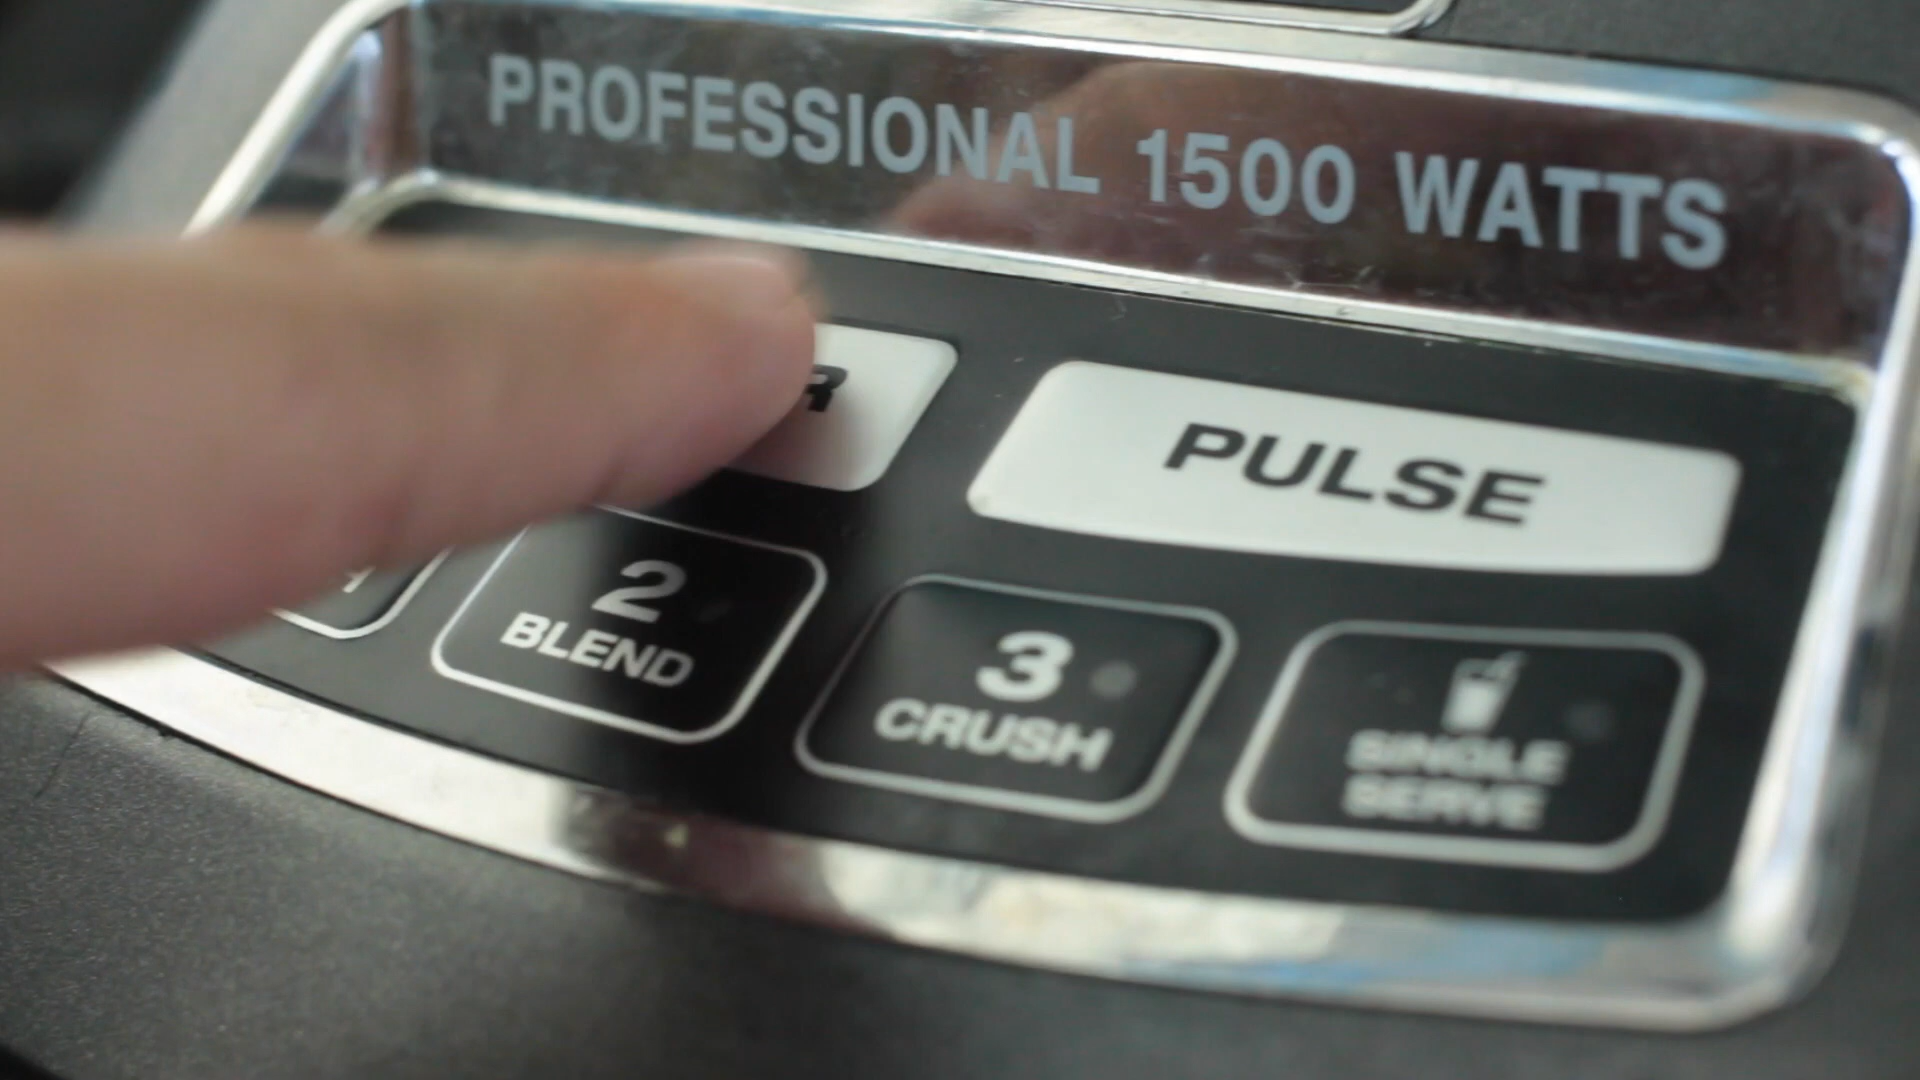 PROFESSIONAL 1500 WATTS
R
PULSE
2
BLEND
3
CRUSH
SINGLE
SERVE